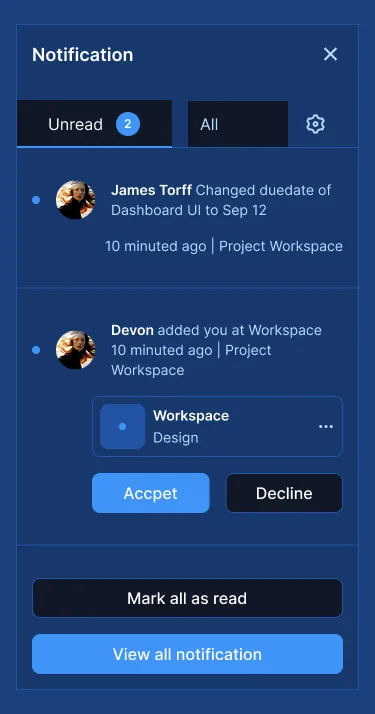 Notification
Unread 2 All
James Torff Changed duedate of
Dashboard UI to Sep 12
10 minuted ago | Project Workspace
Devon added you at Workspace
10 minuted ago | Project
Workspace
Workspace
Design
Accpet Decline
Mark all as read
View all notification